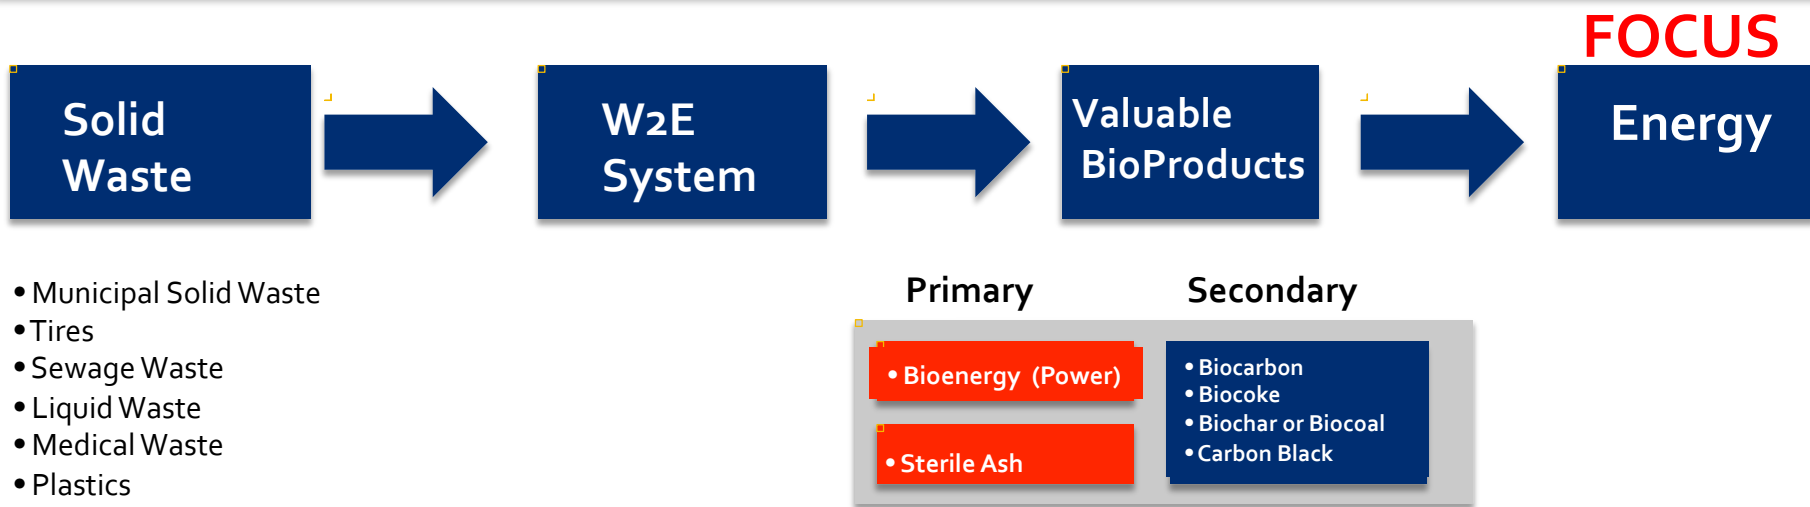 FOCUS
Solid
Waste
W2E
System
Valuable
BioProducts
Energy
• Municipal Solid Waste
• Tires
• Sewage Waste
• Liquid Waste
• Medical Waste
• Plastics
Primary
• Bioenergy (Power)
• Sterile Ash
Secondary
• Biocarbon
• Biocoke
• Biochar or Biocoal
• Carbon Black